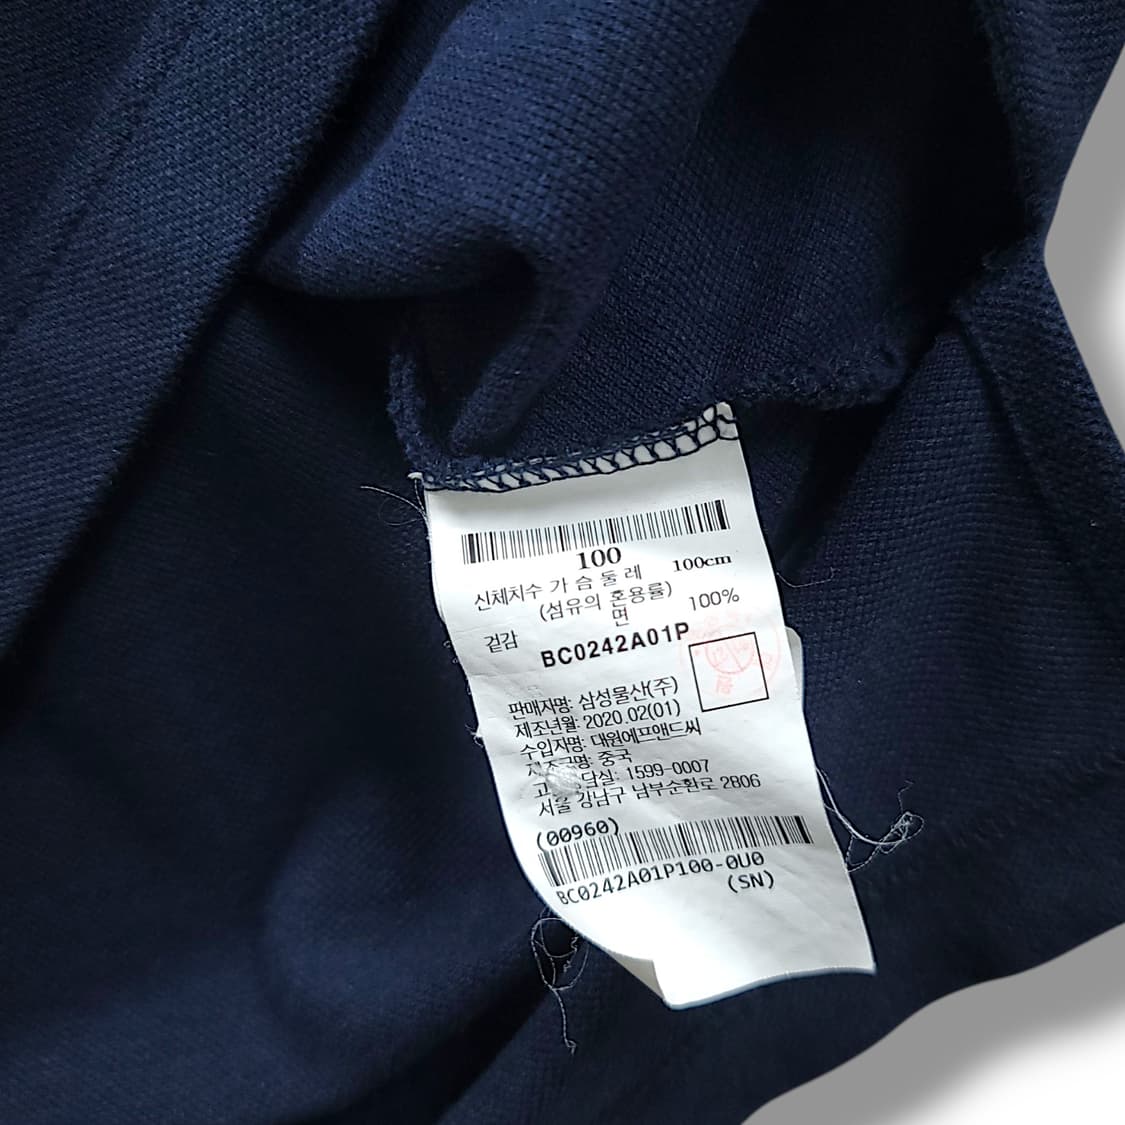 100
신체치수 가슴둘레 100cm
(섬유의 혼용률)
겉감 면 100%
BC0242A01P
판매자명: 삼성물산(주)
제조년월: 2020.02(01)
수입자명: 대원에프앤드씨
중국
1599-0007
서울 강남구 남부순환로 2806
(00960)
BC0242A01P100-0U0
(SN)